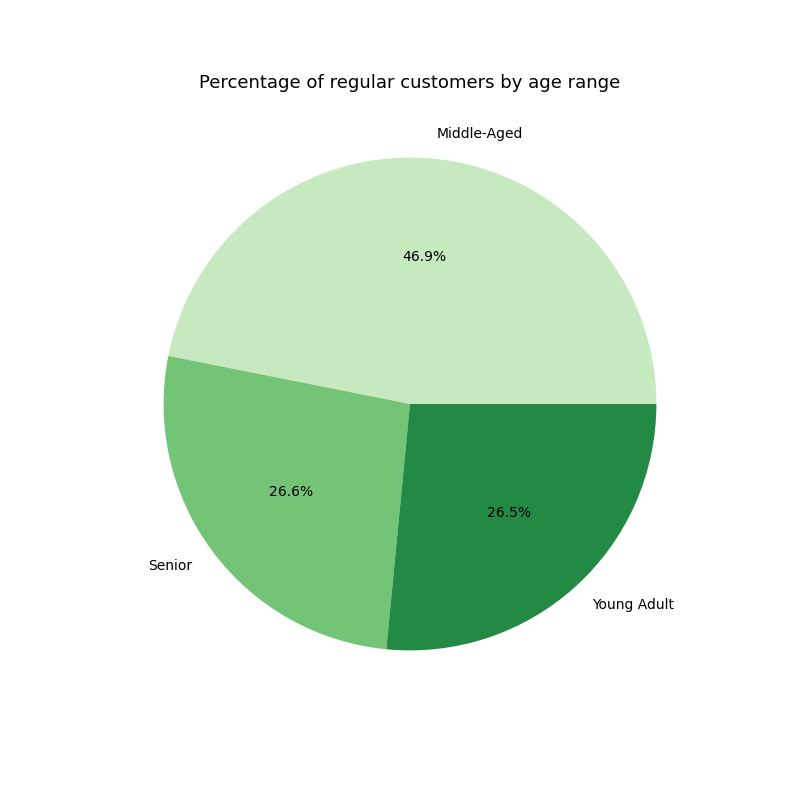 Percentage of regular customers by age range
Middle-Aged
46.9%
26.6%
26.5%
Senior
Young Adult